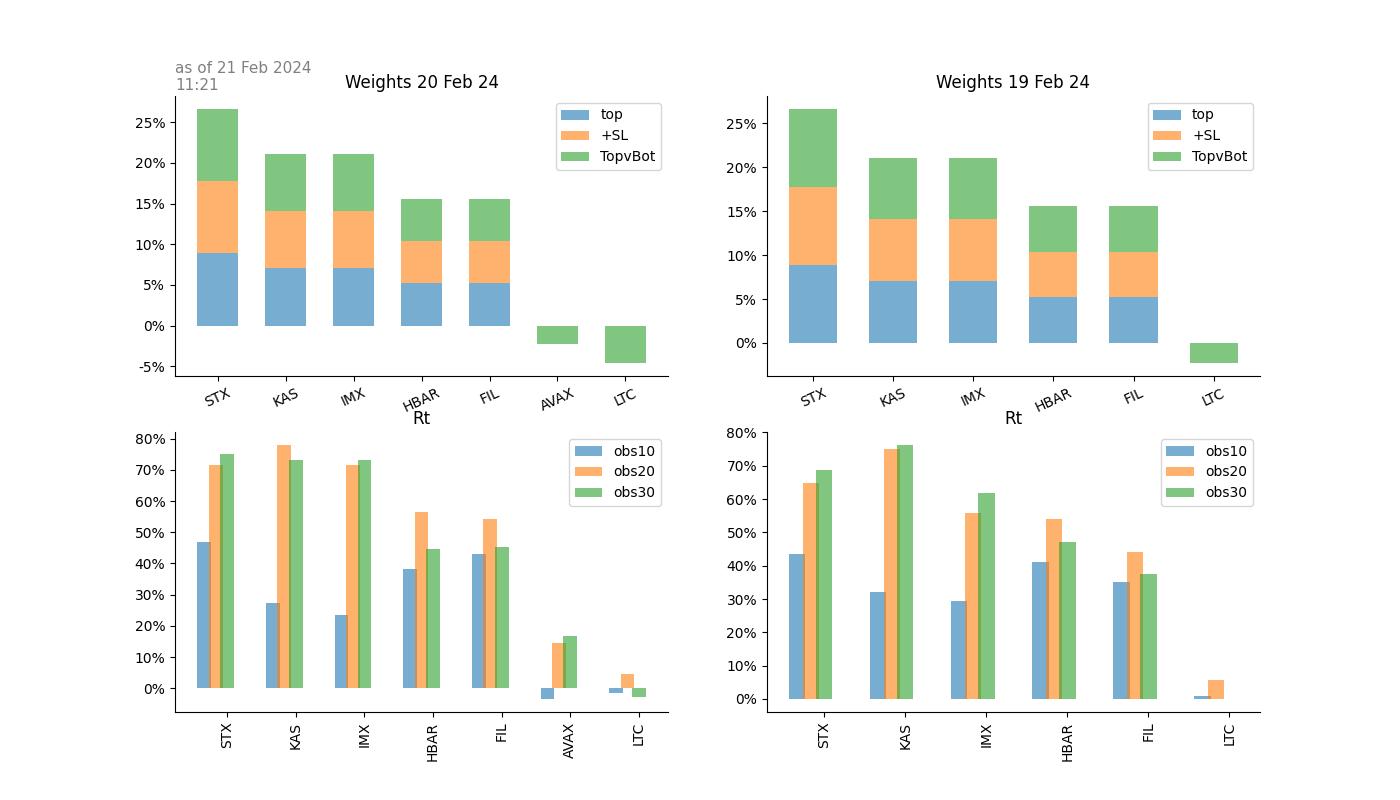 as of 21 Feb 2024
11:21
Weights 20 Feb 24
25%
20%
15%
10%
5%
0%
-5%
top
+SL
TopvBot
STX
KAS
IMX
HBAR
FIL
AVAX
LTC
Weights 19 Feb 24
25%
20%
15%
10%
5%
0%
top
+SL
TopvBot
STX
KAS
IMX
HBAR
FIL
LTC
Rt
80%
70%
60%
50%
40%
30%
20%
10%
0%
obs10
obs20
obs30
STX
KAS
IMX
HBAR
FIL
AVAX
LTC
Rt
80%
70%
60%
50%
40%
30%
20%
10%
0%
obs10
obs20
obs30
STX
KAS
IMX
HBAR
FIL
LTC